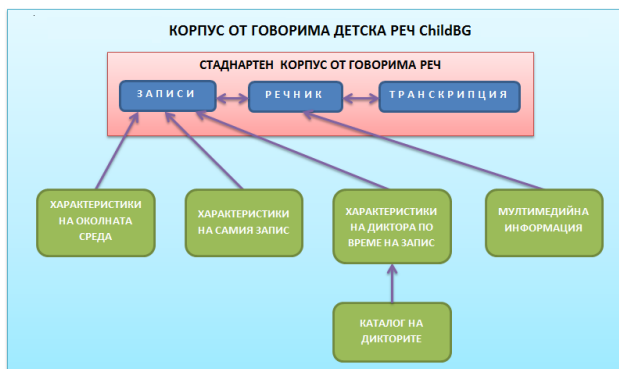 КОРПУС ОТ ГОВОРИМА ДЕТСКА РЕЧ ChildBG
СТАДНАРТЕН КОРПУС ОТ ГОВОРИМА РЕЧ
ЗАПИСИ
РЕЧНИК
ТРАНСКРИПЦИЯ
ХАРАКТЕРИСТИКИ
НА ОКОЛНАТА
СРЕДА
ХАРАКТЕРИСТИКИ
НА САМИЯ ЗАПИС
ХАРАКТЕРИСТИКИ
НА ДИКТОРА ПО
ВРЕМЕ НА ЗАПИС
МУЛТИМЕДИЙНА
ИНФОРМАЦИЯ
КАТАЛОГ НА
ДИКТОРИТЕ